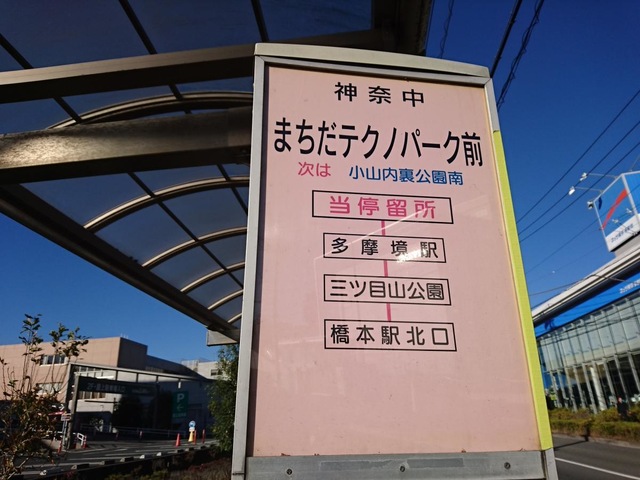 神奈中
まちだテクノパーク前
次は 小山内裏公園南
当停留所
多摩境駅
三ツ目山公園
橋本駅北口
P